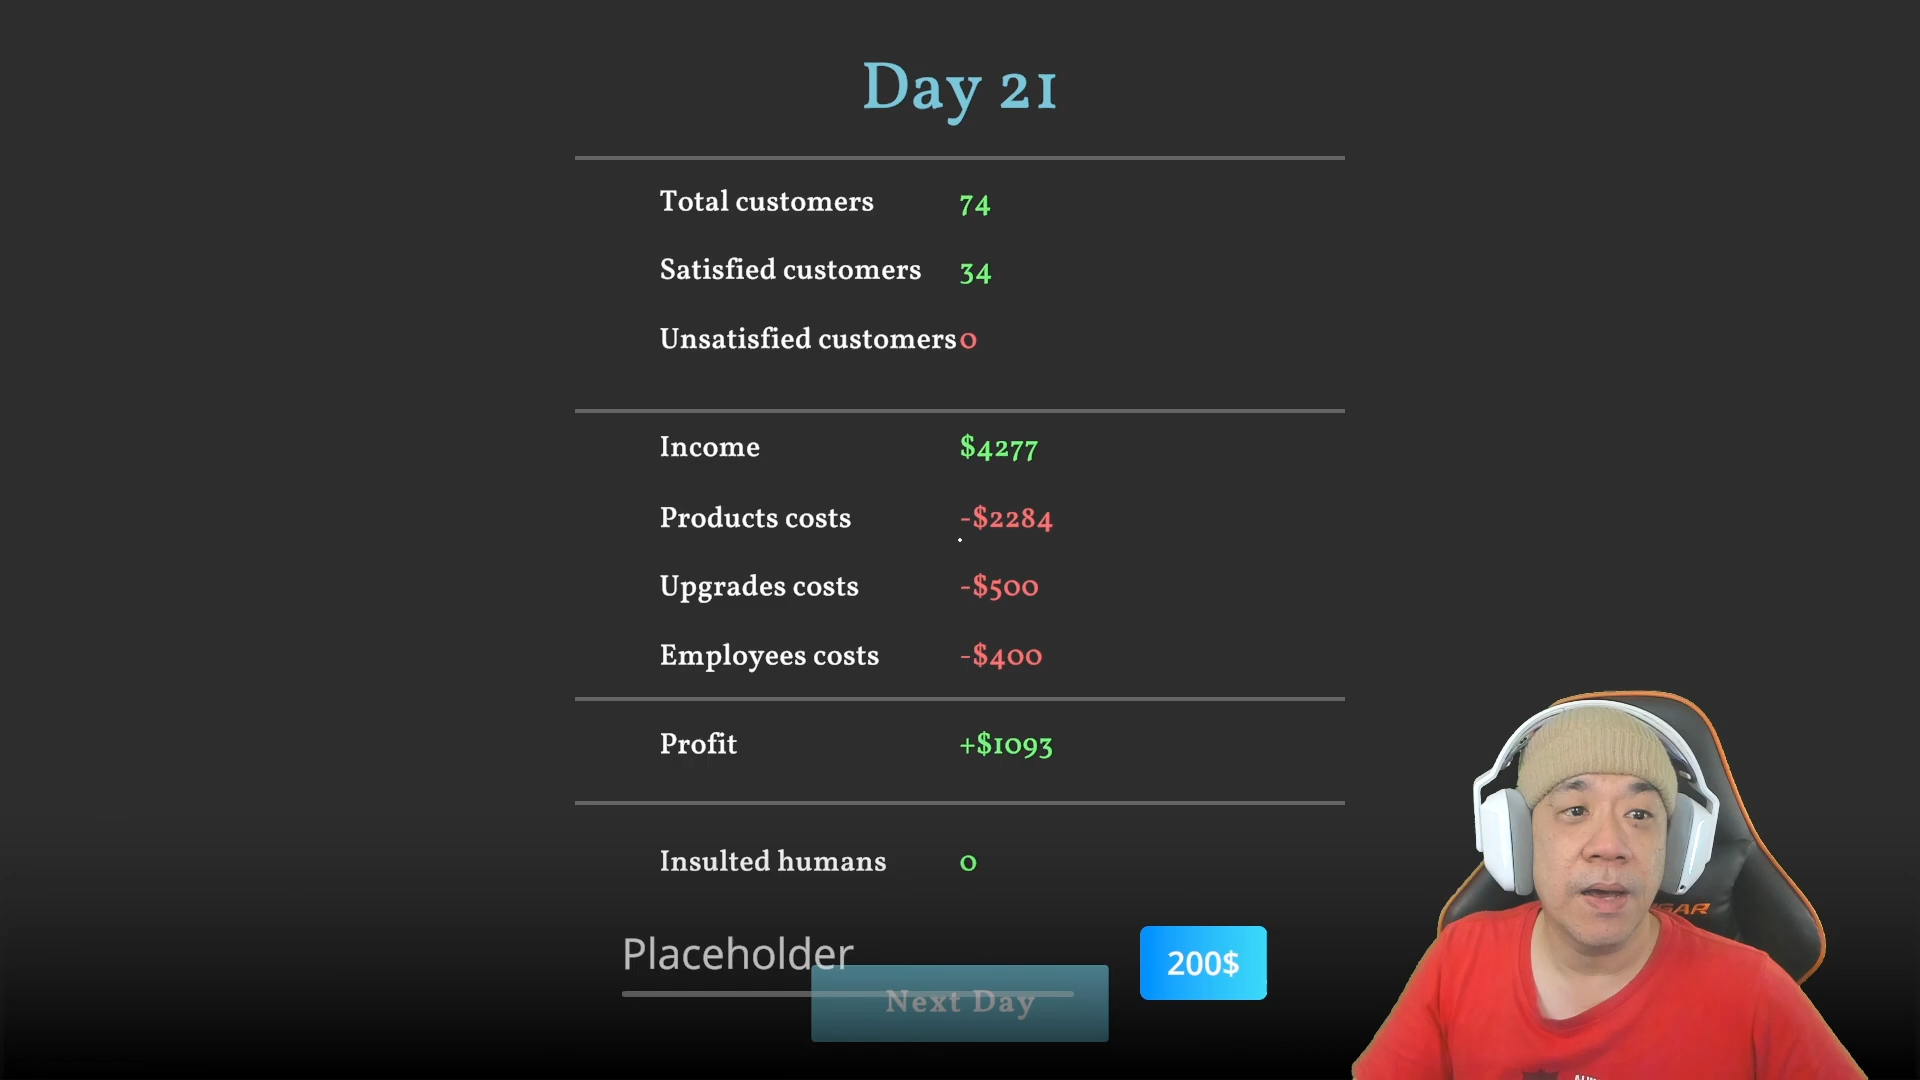 Day 21
Total customers 74
Satisfied customers 34
Unsatisfied customers 0
Income $4277
Products costs -$2284
Upgrades costs -$500
Employees costs -$400
Profit +$1093
Insulted humans 0
Placeholder
200$
Next Day